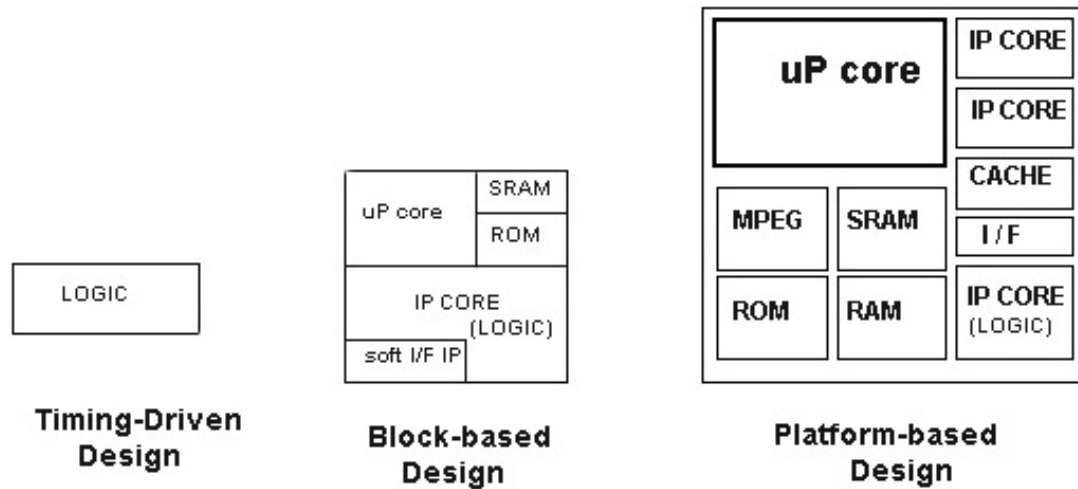 LOGIC
Timing-Driven
Design
uP core
SRAM
ROM
IP CORE
(LOGIC)
soft I/F IP
Block-based
Design
uP core
IP CORE
IP CORE
CACHE
I / F
MPEG
SRAM
ROM
RAM
IP CORE
(LOGIC)
Platform-based
Design